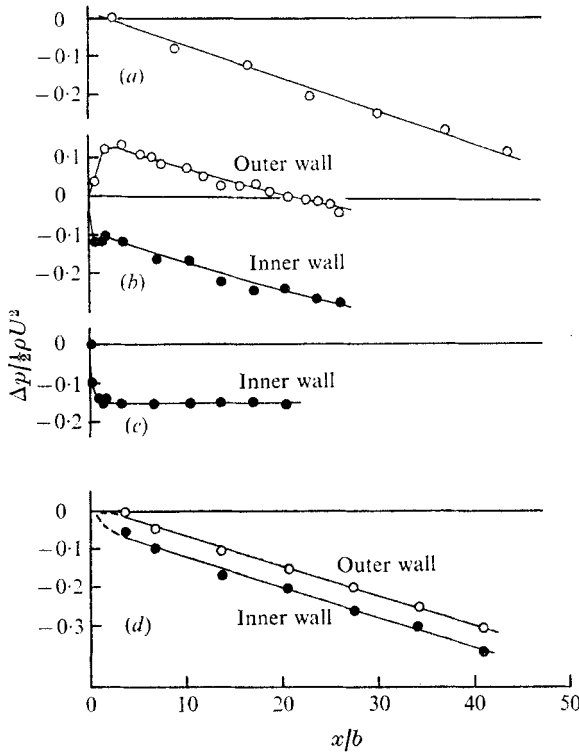 0
−0·1
−0·2
(a)
0·1
0
−0·1
−0·2
Outer wall
Inner wall
(b)
0
−0·1
−0·2
Inner wall
(c)
Δp/½ρU²
0
−0·1
−0·2
−0·3
Outer wall
Inner wall
(d)
0 10 20 30 40 50
x/b